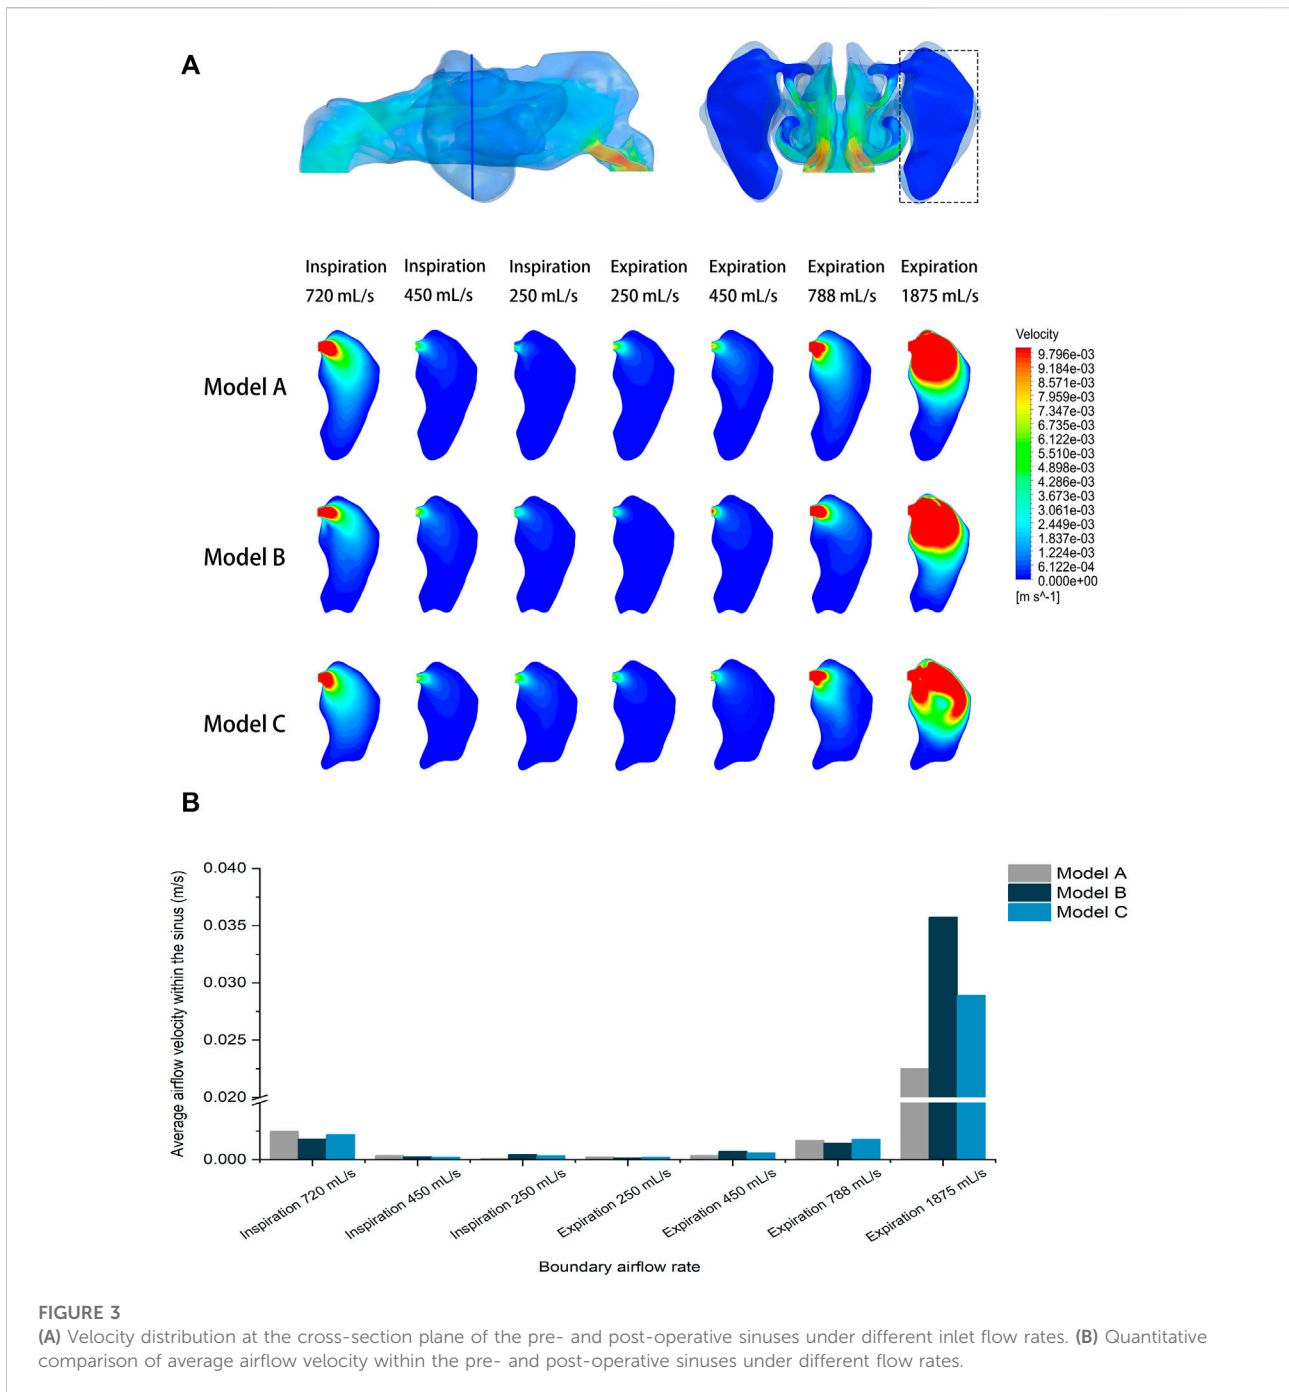 A
Inspiration Inspiration Inspiration Expiration Expiration Expiration Expiration
720 mL/s 450 mL/s 250 mL/s 250 mL/s 450 mL/s 788 mL/s 1875 mL/s
Model A
Model B
Model C
Velocity
9.796e-03
9.184e-03
8.571e-03
7.959e-03
7.347e-03
6.735e-03
6.122e-03
5.510e-03
4.898e-03
4.286e-03
3.673e-03
3.061e-03
2.449e-03
1.837e-03
1.224e-03
6.122e-04
0.000e+00
[m s^-1]
B
Average airflow velocity within the sinus (m/s)
0.040
0.035
0.030
0.025
0.020
0.000
Model A
Model B
Model C
Inspiration 720 mL/s
Inspiration 450 mL/s
Inspiration 250 mL/s
Expiration 250 mL/s
Expiration 450 mL/s
Expiration 788 mL/s
Expiration 1875 mL/s
Boundary airflow rate
FIGURE 3
(A) Velocity distribution at the cross-section plane of the pre- and post-operative sinuses under different inlet flow rates. (B) Quantitative
comparison of average airflow velocity within the pre- and post-operative sinuses under different flow rates.